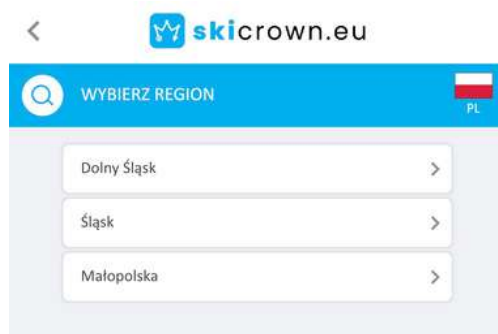 skicrown.eu
WYBIERZ REGION
PL
Dolny Śląsk
Śląsk
Małopolska